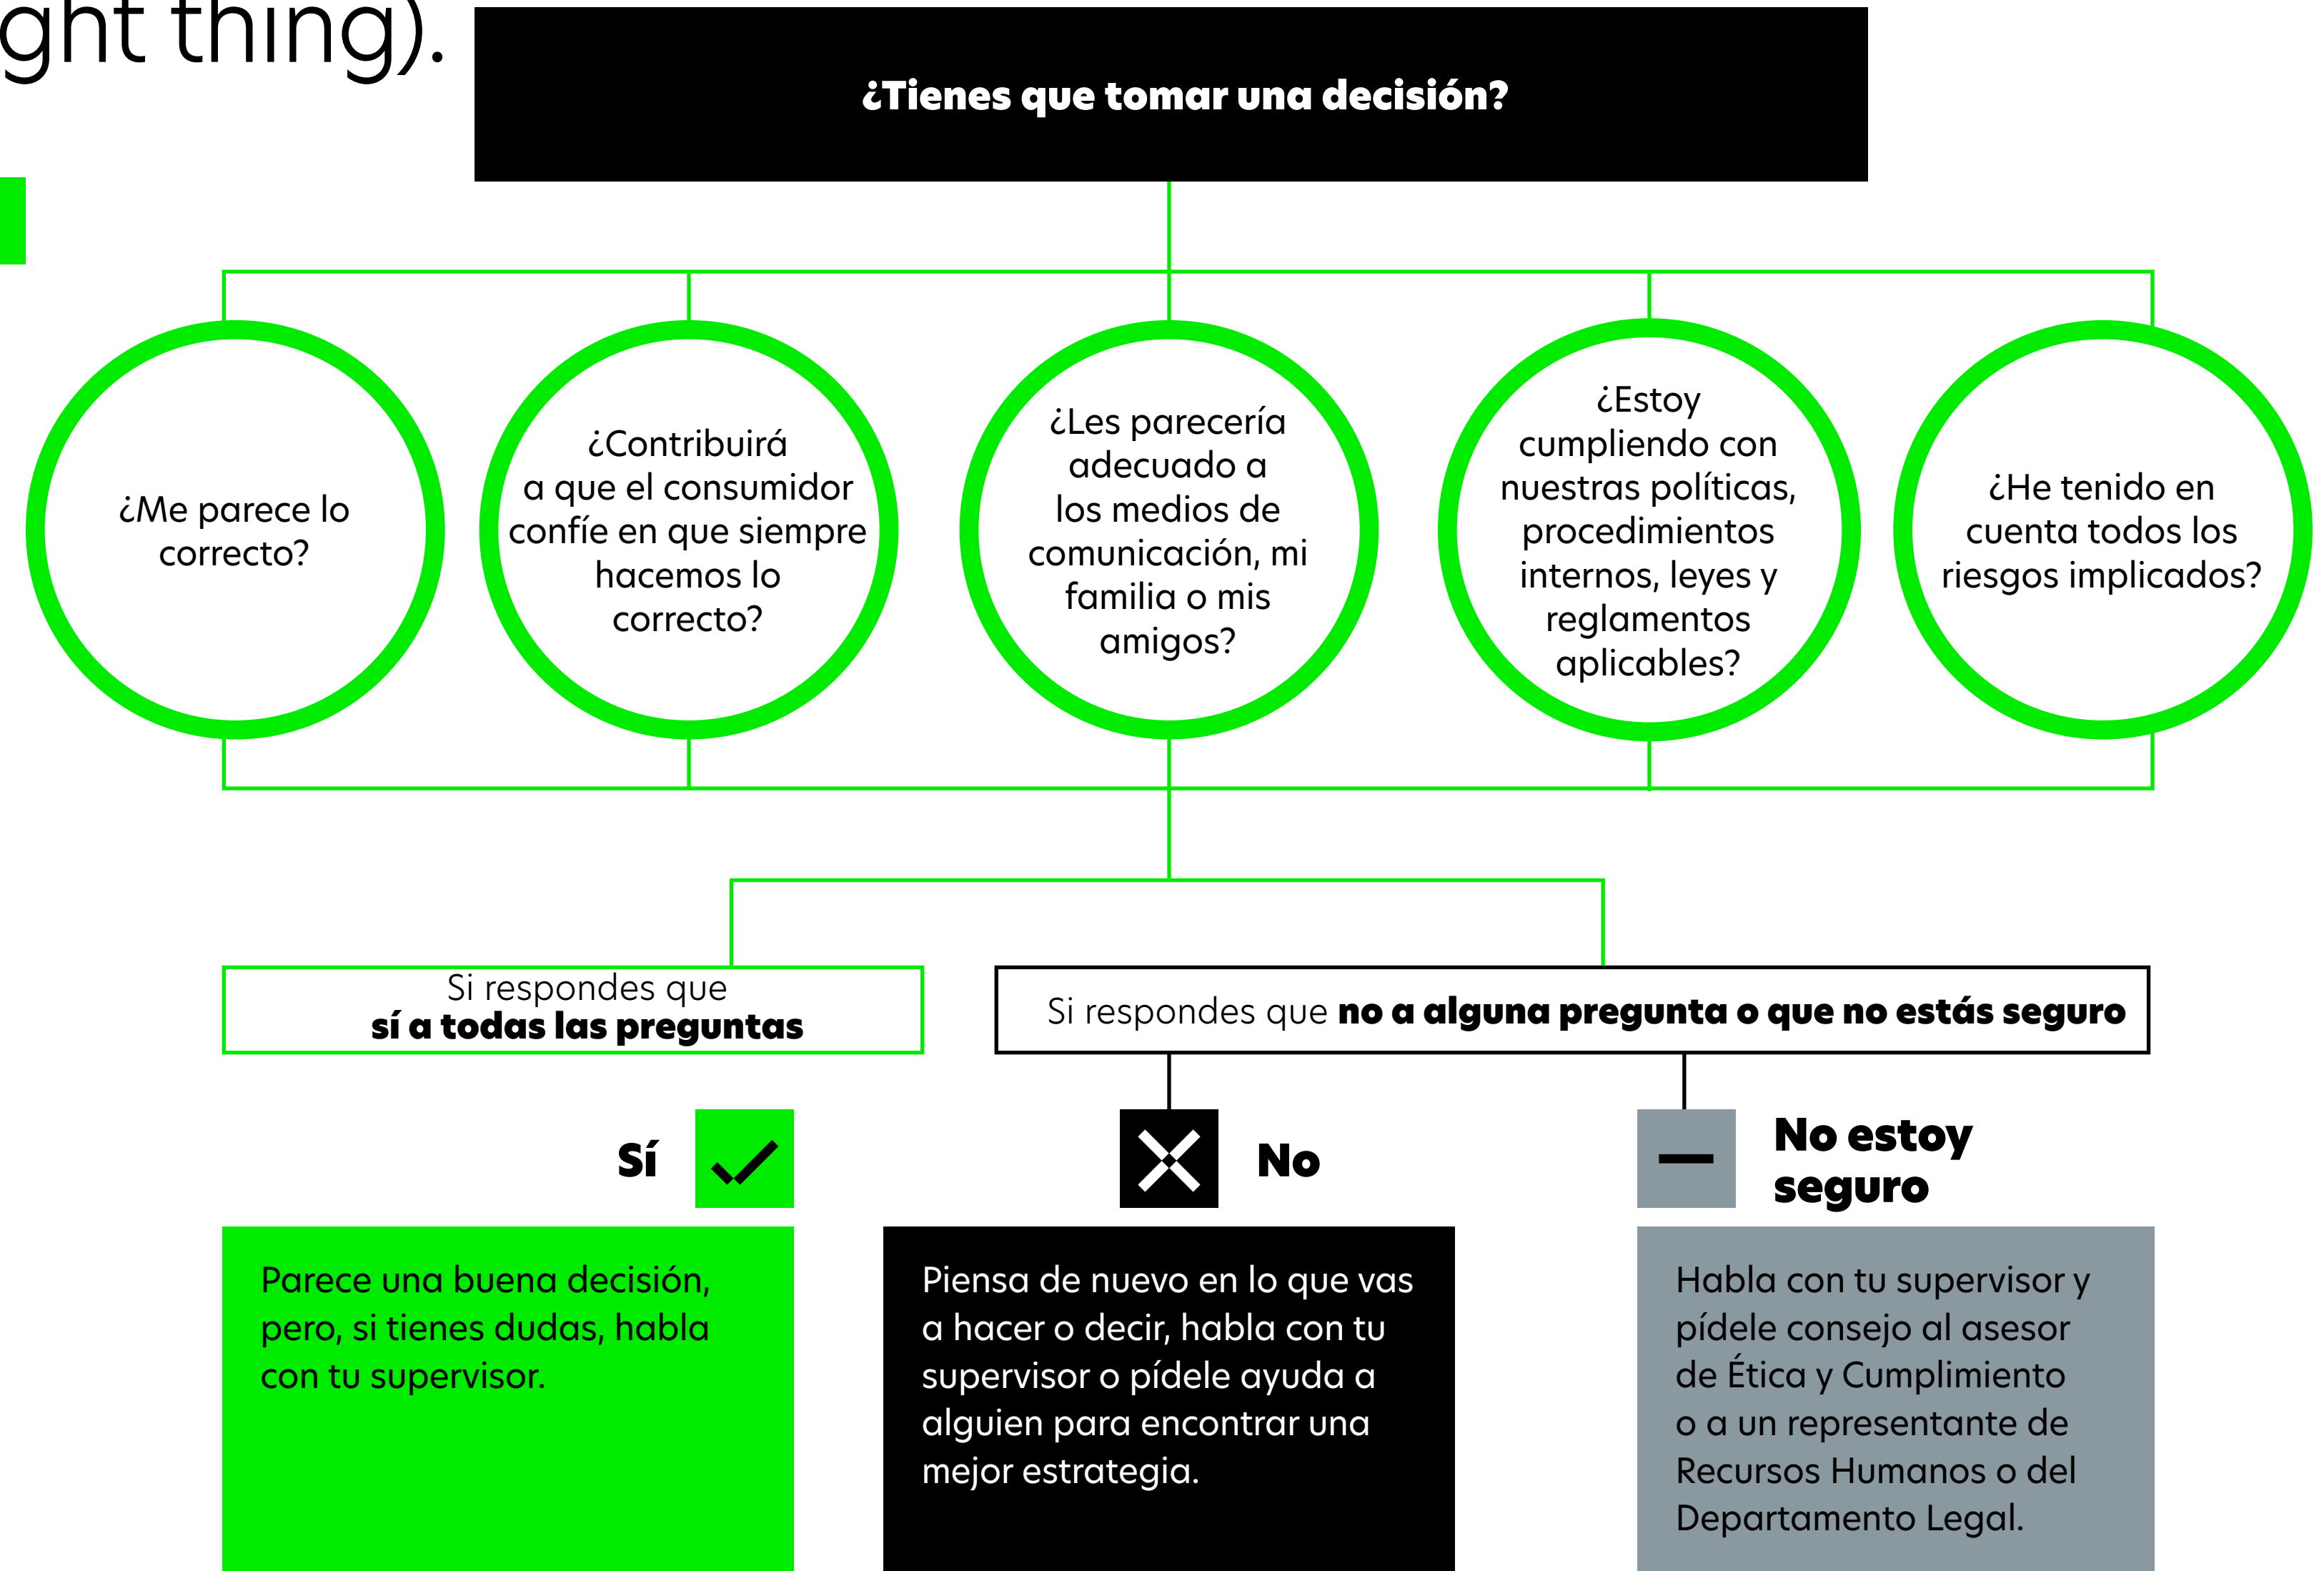 ght thing).
¿Tienes que tomar una decisión?
¿Me parece lo
correcto?
¿Contribuirá
a que el consumidor
confíe en que siempre
hacemos lo
correcto?
¿Les parecería
adecuado a
los medios de
comunicación, mi
familia o mis
amigos?
¿Estoy
cumpliendo con
nuestras políticas,
procedimientos
internos, leyes y
reglamentos
aplicables?
¿He tenido en
cuenta todos los
riesgos implicados?
Si respondes que
sí a todas las preguntas
Si respondes que no a alguna pregunta o que no estás seguro
Sí
No
No estoy
seguro
Parece una buena decisión,
pero, si tienes dudas, habla
con tu supervisor.
Piensa de nuevo en lo que vas
a hacer o decir, habla con tu
supervisor o pídele ayuda a
alguien para encontrar una
mejor estrategia.
Habla con tu supervisor y
pídele consejo al asesor
de Ética y Cumplimiento
o a un representante de
Recursos Humanos o del
Departamento Legal.